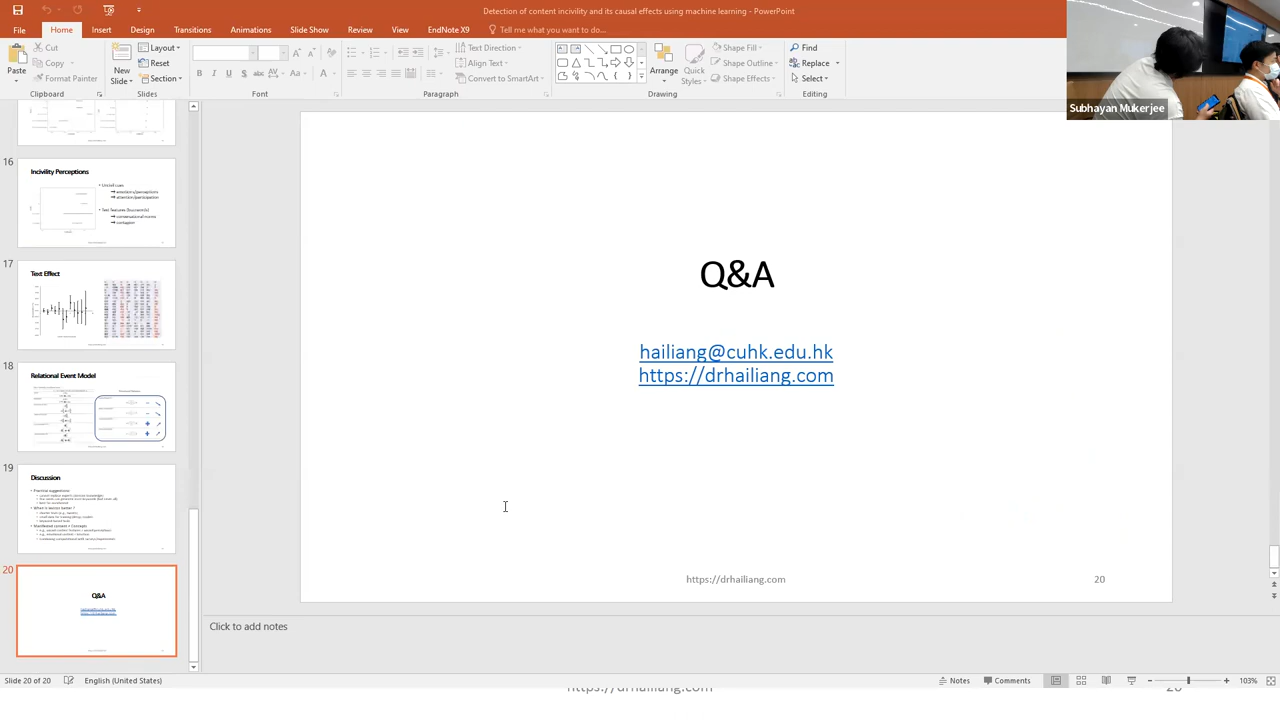 Detection of content incivility and its causal effects using machine learning - PowerPoint
File Home Insert Design Transitions Animations Slide Show Review View EndNote X9 Tell me what you want to do...
Paste
Cut
Copy
Format Painter
Clipboard
New Slide
Layout
Reset
Section
Slides
Font
Text Direction
Align Text
Convert to SmartArt
Paragraph
Arrange
Quick Styles
Shape Fill
Shape Outline
Shape Effects
Drawing
Find
Replace
Select
Editing
Subhayan Mukerjee
16
Incivility Perceptions
17
Text Effect
18
Relational Event Model
19
Discussion
20
Q&A
Q&A
hailiang@cuhk.edu.hk
https://drhailiang.com
https://drhailiang.com
20
Click to add notes
Slide 20 of 20 English (United States) Notes Comments 103%
https://drhailiang.com
20